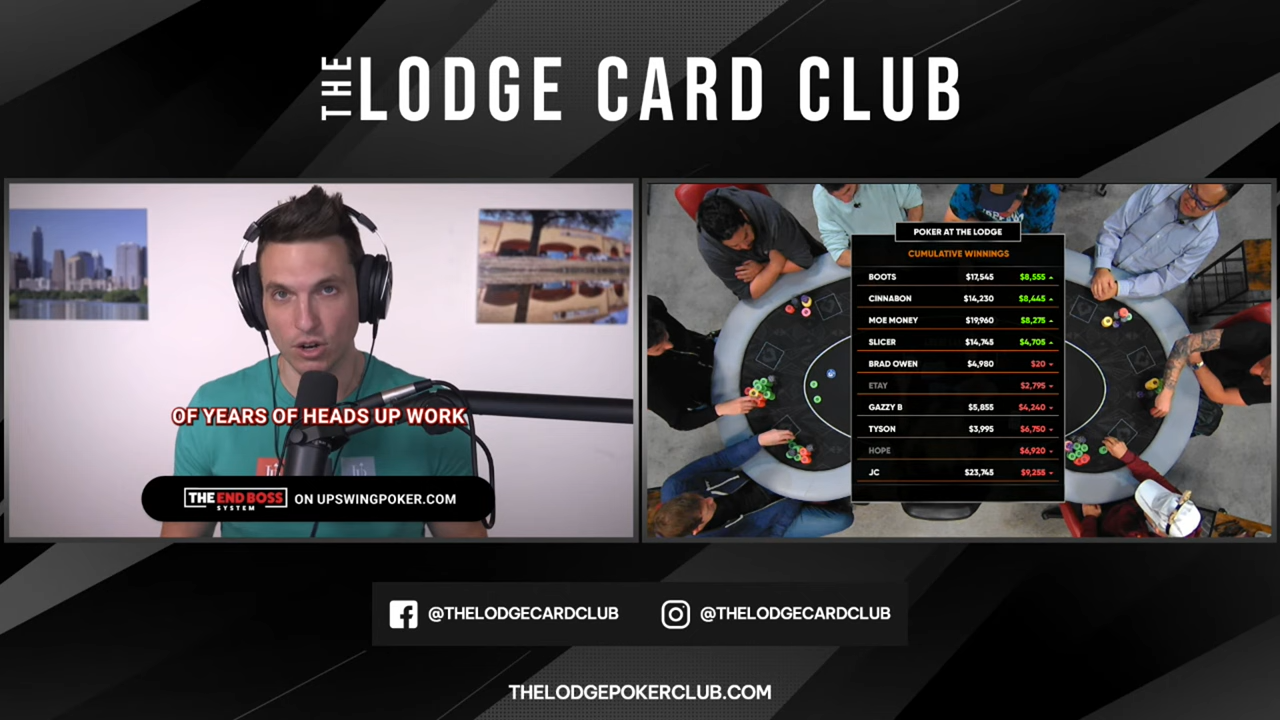 THE LODGE CARD CLUB
OF YEARS OF HEADS UP WORK
THE END BOSS SYSTEM ON UPSWINGPOKER.COM
POKER AT THE LODGE
CUMULATIVE WINNINGS
BOOTS $17,545 $8,555
CINNABON $14,230 $8,445
MOE MONEY $19,960 $8,275
SLICER $14,745 $4,705
BRAD OWEN $4,980 $20
ETAY $2,795
GAZZY B $5,855 $4,240
TYSON $3,995 $6,750
HOPE $6,920
JC $23,745 $9,255
@THELODGECARDCLUB @THELODGECARDCLUB
THELODGEPOKERCLUB.COM